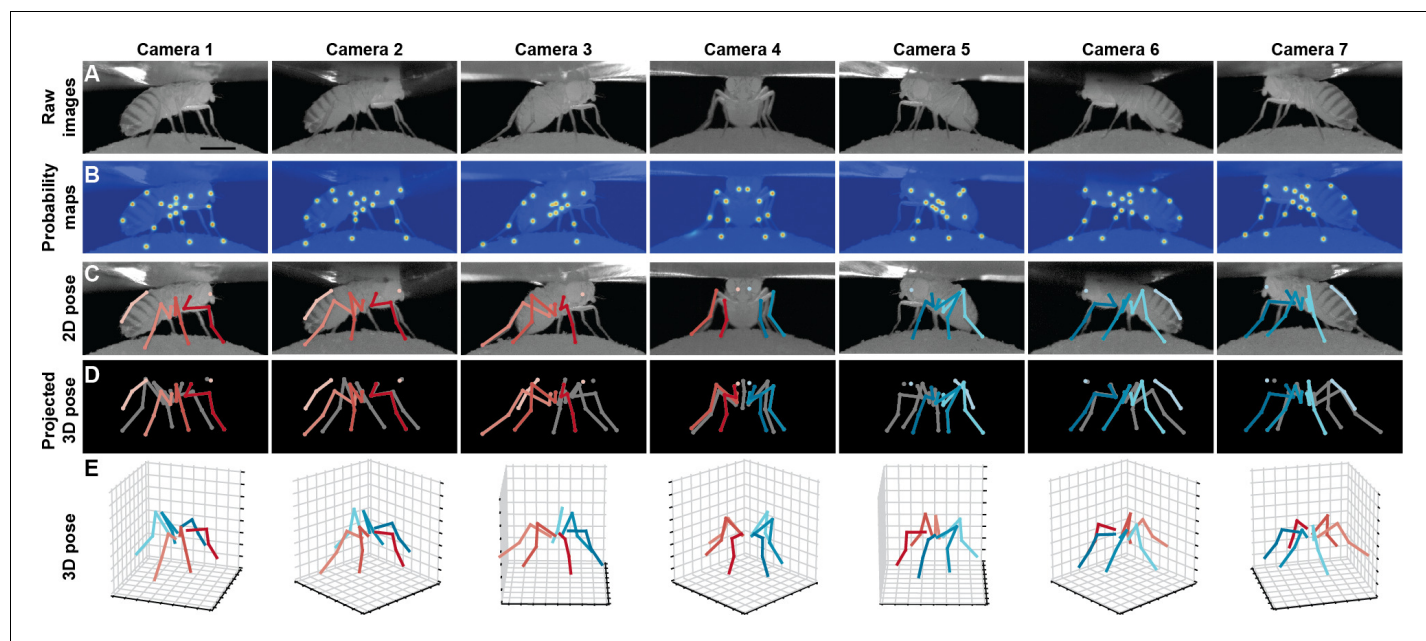 Camera 1 Camera 2 Camera 3 Camera 4 Camera 5 Camera 6 Camera 7
A
Raw
images
B
Probability
maps
C
2D pose
D
Projected
3D pose
E
3D pose